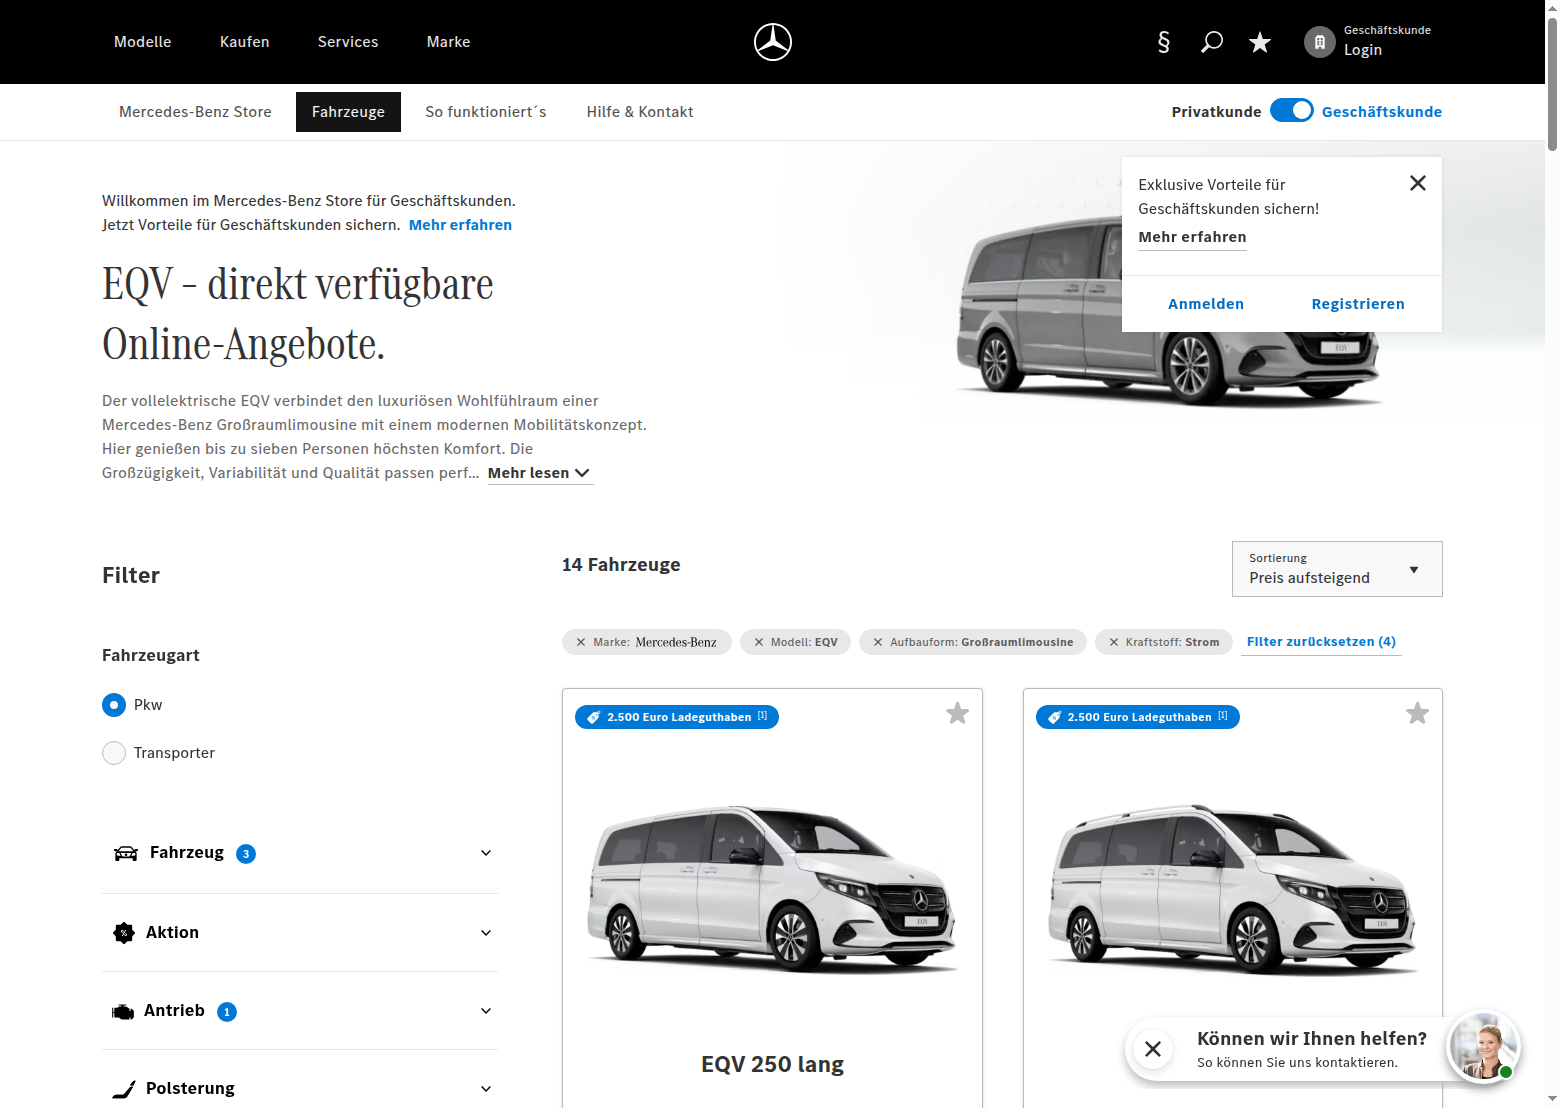 Modelle Kaufen Services Marke
§
Geschäftskunde
Login
Mercedes-Benz Store Fahrzeuge So funktioniert´s Hilfe & Kontakt
Privatkunde Geschäftskunde
Exklusive Vorteile für
Geschäftskunden sichern!
Mehr erfahren
Anmelden Registrieren
Willkommen im Mercedes-Benz Store für Geschäftskunden.
Jetzt Vorteile für Geschäftskunden sichern. Mehr erfahren
EQV – direkt verfügbare
Online-Angebote.
Der vollelektrische EQV verbindet den luxuriösen Wohlfühlraum einer
Mercedes-Benz Großraumlimousine mit einem modernen Mobilitätskonzept.
Hier genießen bis zu sieben Personen höchsten Komfort. Die
Großzügigkeit, Variabilität und Qualität passen perf... Mehr lesen
EQV
Filter
Fahrzeugart
Pkw
Transporter
Fahrzeug 3
Aktion
Antrieb 1
Polsterung
14 Fahrzeuge
Sortierung
Preis aufsteigend
Marke: Mercedes-Benz Modell: EQV Aufbauform: Großraumlimousine Kraftstoff: Strom Filter zurücksetzen (4)
2.500 Euro Ladeguthaben [1]
EQV
EQV 250 lang
2.500 Euro Ladeguthaben [1]
EQV
Können wir Ihnen helfen?
So können Sie uns kontaktieren.